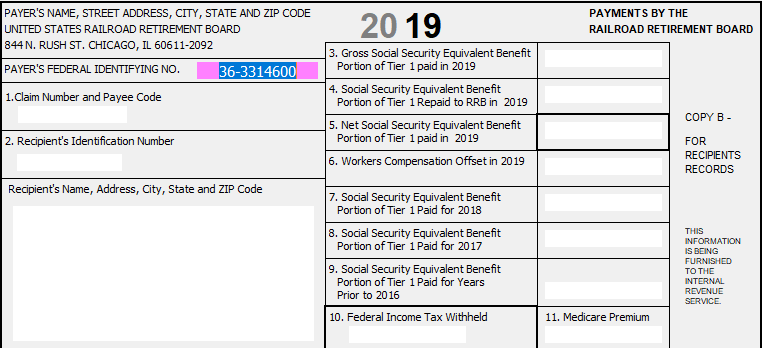 PAYER'S NAME, STREET ADDRESS, CITY, STATE AND ZIP CODE
UNITED STATES RAILROAD RETIREMENT BOARD
844 N. RUSH ST. CHICAGO, IL 60611-2092
PAYER'S FEDERAL IDENTIFYING NO. 36-3314600
1.Claim Number and Payee Code
2. Recipient's Identification Number
Recipient's Name, Address, City, State and ZIP Code
2019
PAYMENTS BY THE
RAILROAD RETIREMENT BOARD
3. Gross Social Security Equivalent Benefit
Portion of Tier 1 paid in 2019
4. Social Security Equivalent Benefit
Portion of Tier 1 Repaid to RRB in 2019
5. Net Social Security Equivalent Benefit
Portion of Tier 1 paid in 2019
6. Workers Compensation Offset in 2019
7. Social Security Equivalent Benefit
Portion of Tier 1 Paid for 2018
8. Social Security Equivalent Benefit
Portion of Tier 1 Paid for 2017
9. Social Security Equivalent Benefit
Portion of Tier 1 Paid for Years
Prior to 2016
10. Federal Income Tax Withheld
11. Medicare Premium
COPY B -
FOR
RECIPIENTS
RECORDS
THIS
INFORMATION
IS BEING
FURNISHED
TO THE
INTERNAL
REVENUE
SERVICE.